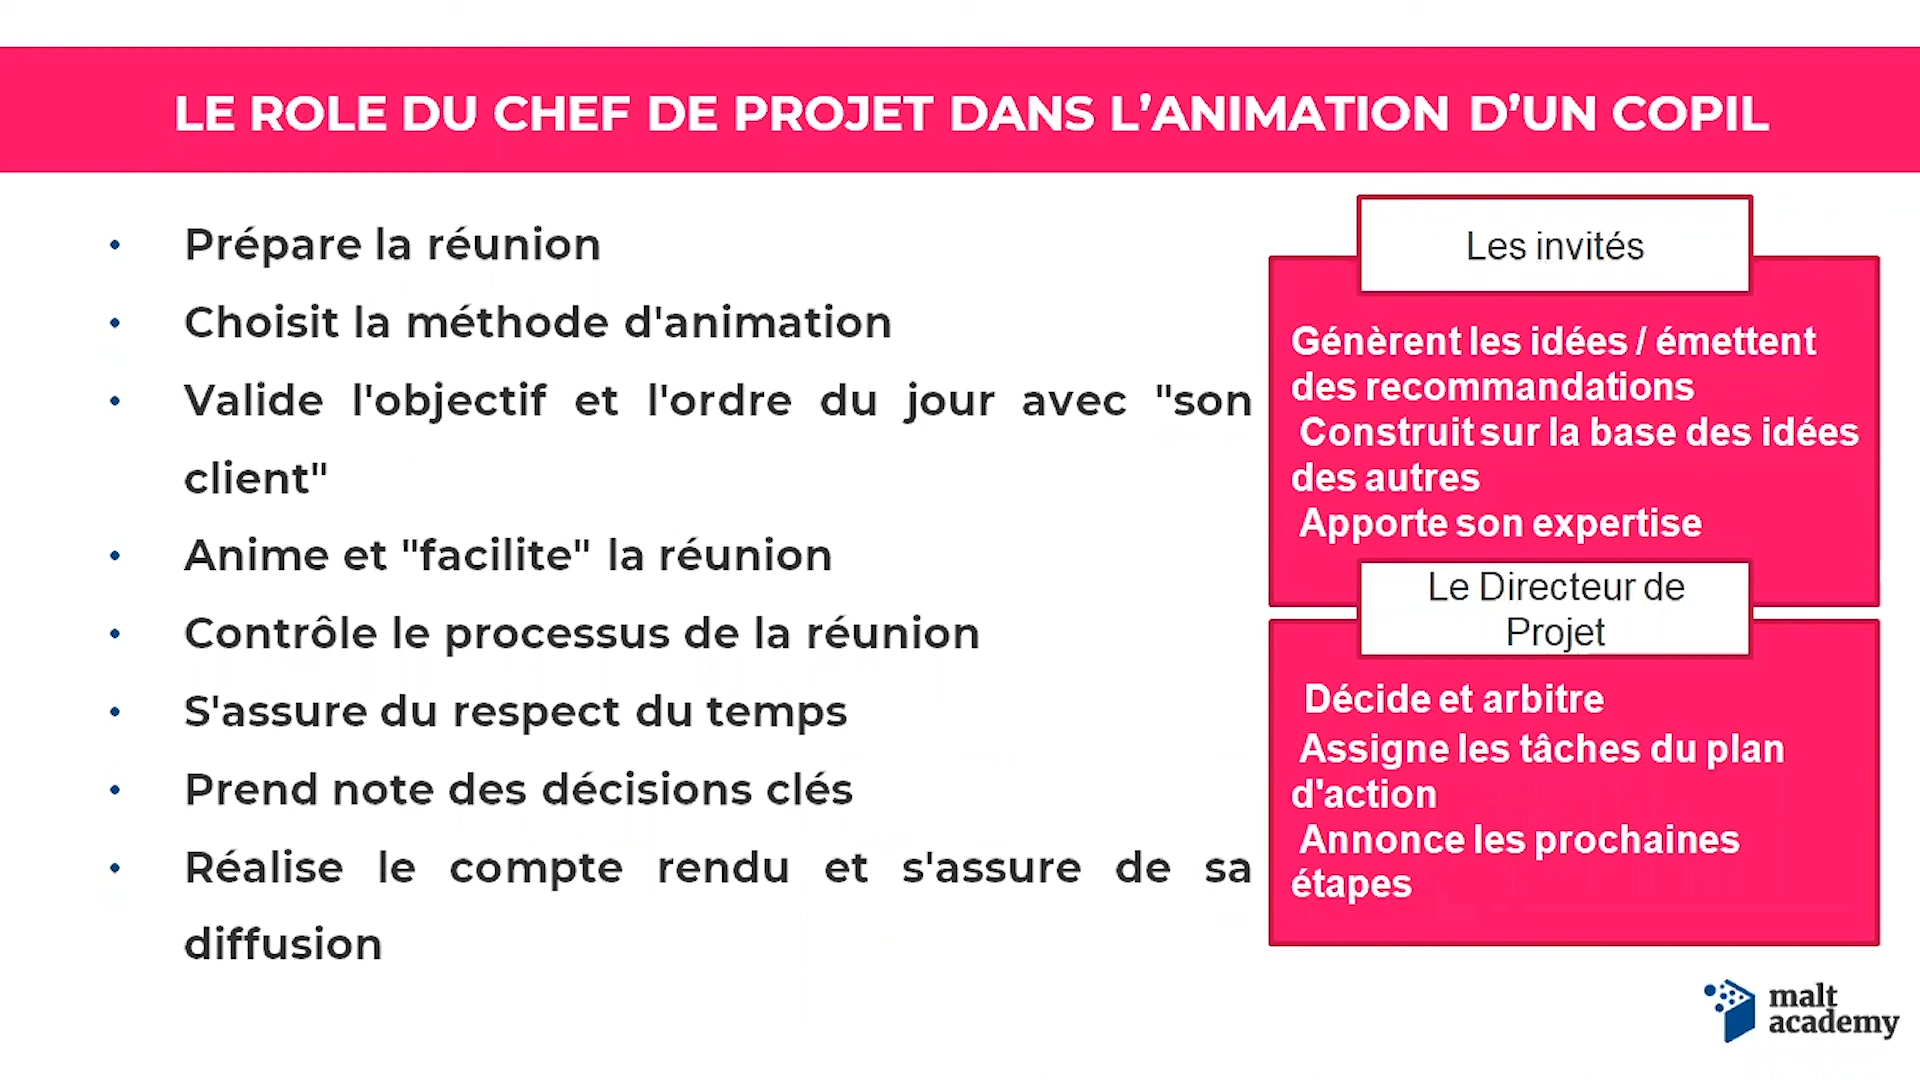 LE ROLE DU CHEF DE PROJET DANS L’ANIMATION D’UN COPIL
• Prépare la réunion
• Choisit la méthode d'animation
• Valide l'objectif et l'ordre du jour avec "son
client"
• Anime et "facilite" la réunion
• Contrôle le processus de la réunion
• S'assure du respect du temps
• Prend note des décisions clés
• Réalise le compte rendu et s'assure de sa
diffusion
Les invités
Génèrent les idées / émettent
des recommandations
Construit sur la base des idées
des autres
Apporte son expertise
Le Directeur de
Projet
Décide et arbitre
Assigne les tâches du plan
d'action
Annonce les prochaines
étapes
malt
academy